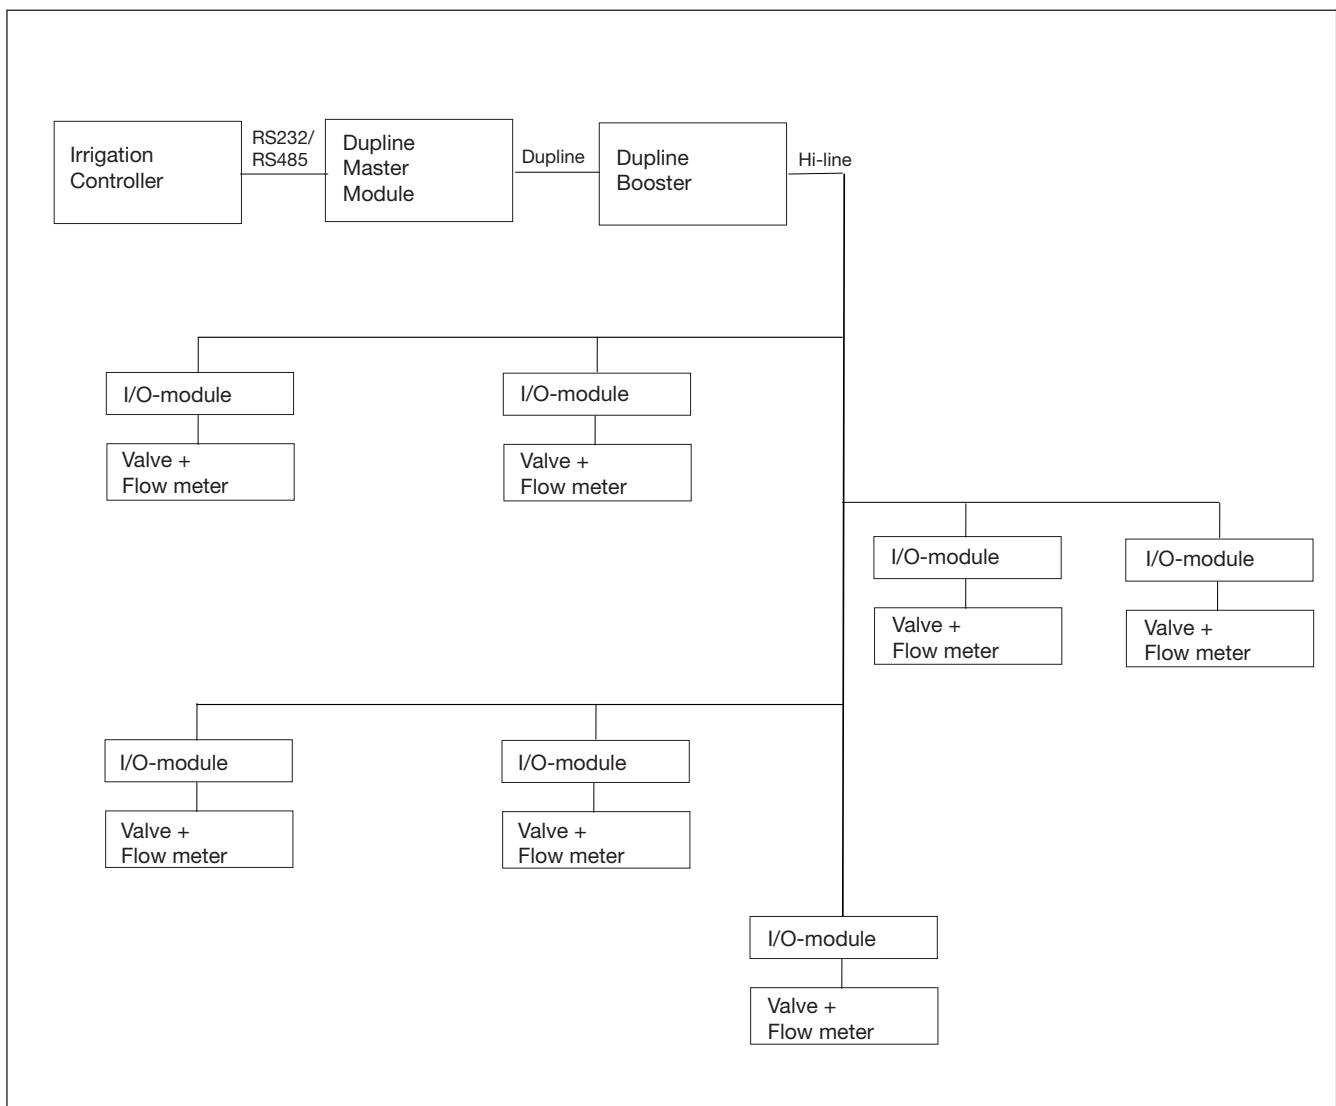 Irrigation
Controller
RS232/
RS485
Dupline
Master
Module
Dupline
Dupline
Booster
Hi-line
I/O-module
Valve +
Flow meter
I/O-module
Valve +
Flow meter
I/O-module
Valve +
Flow meter
I/O-module
Valve +
Flow meter
I/O-module
Valve +
Flow meter
I/O-module
Valve +
Flow meter
I/O-module
Valve +
Flow meter